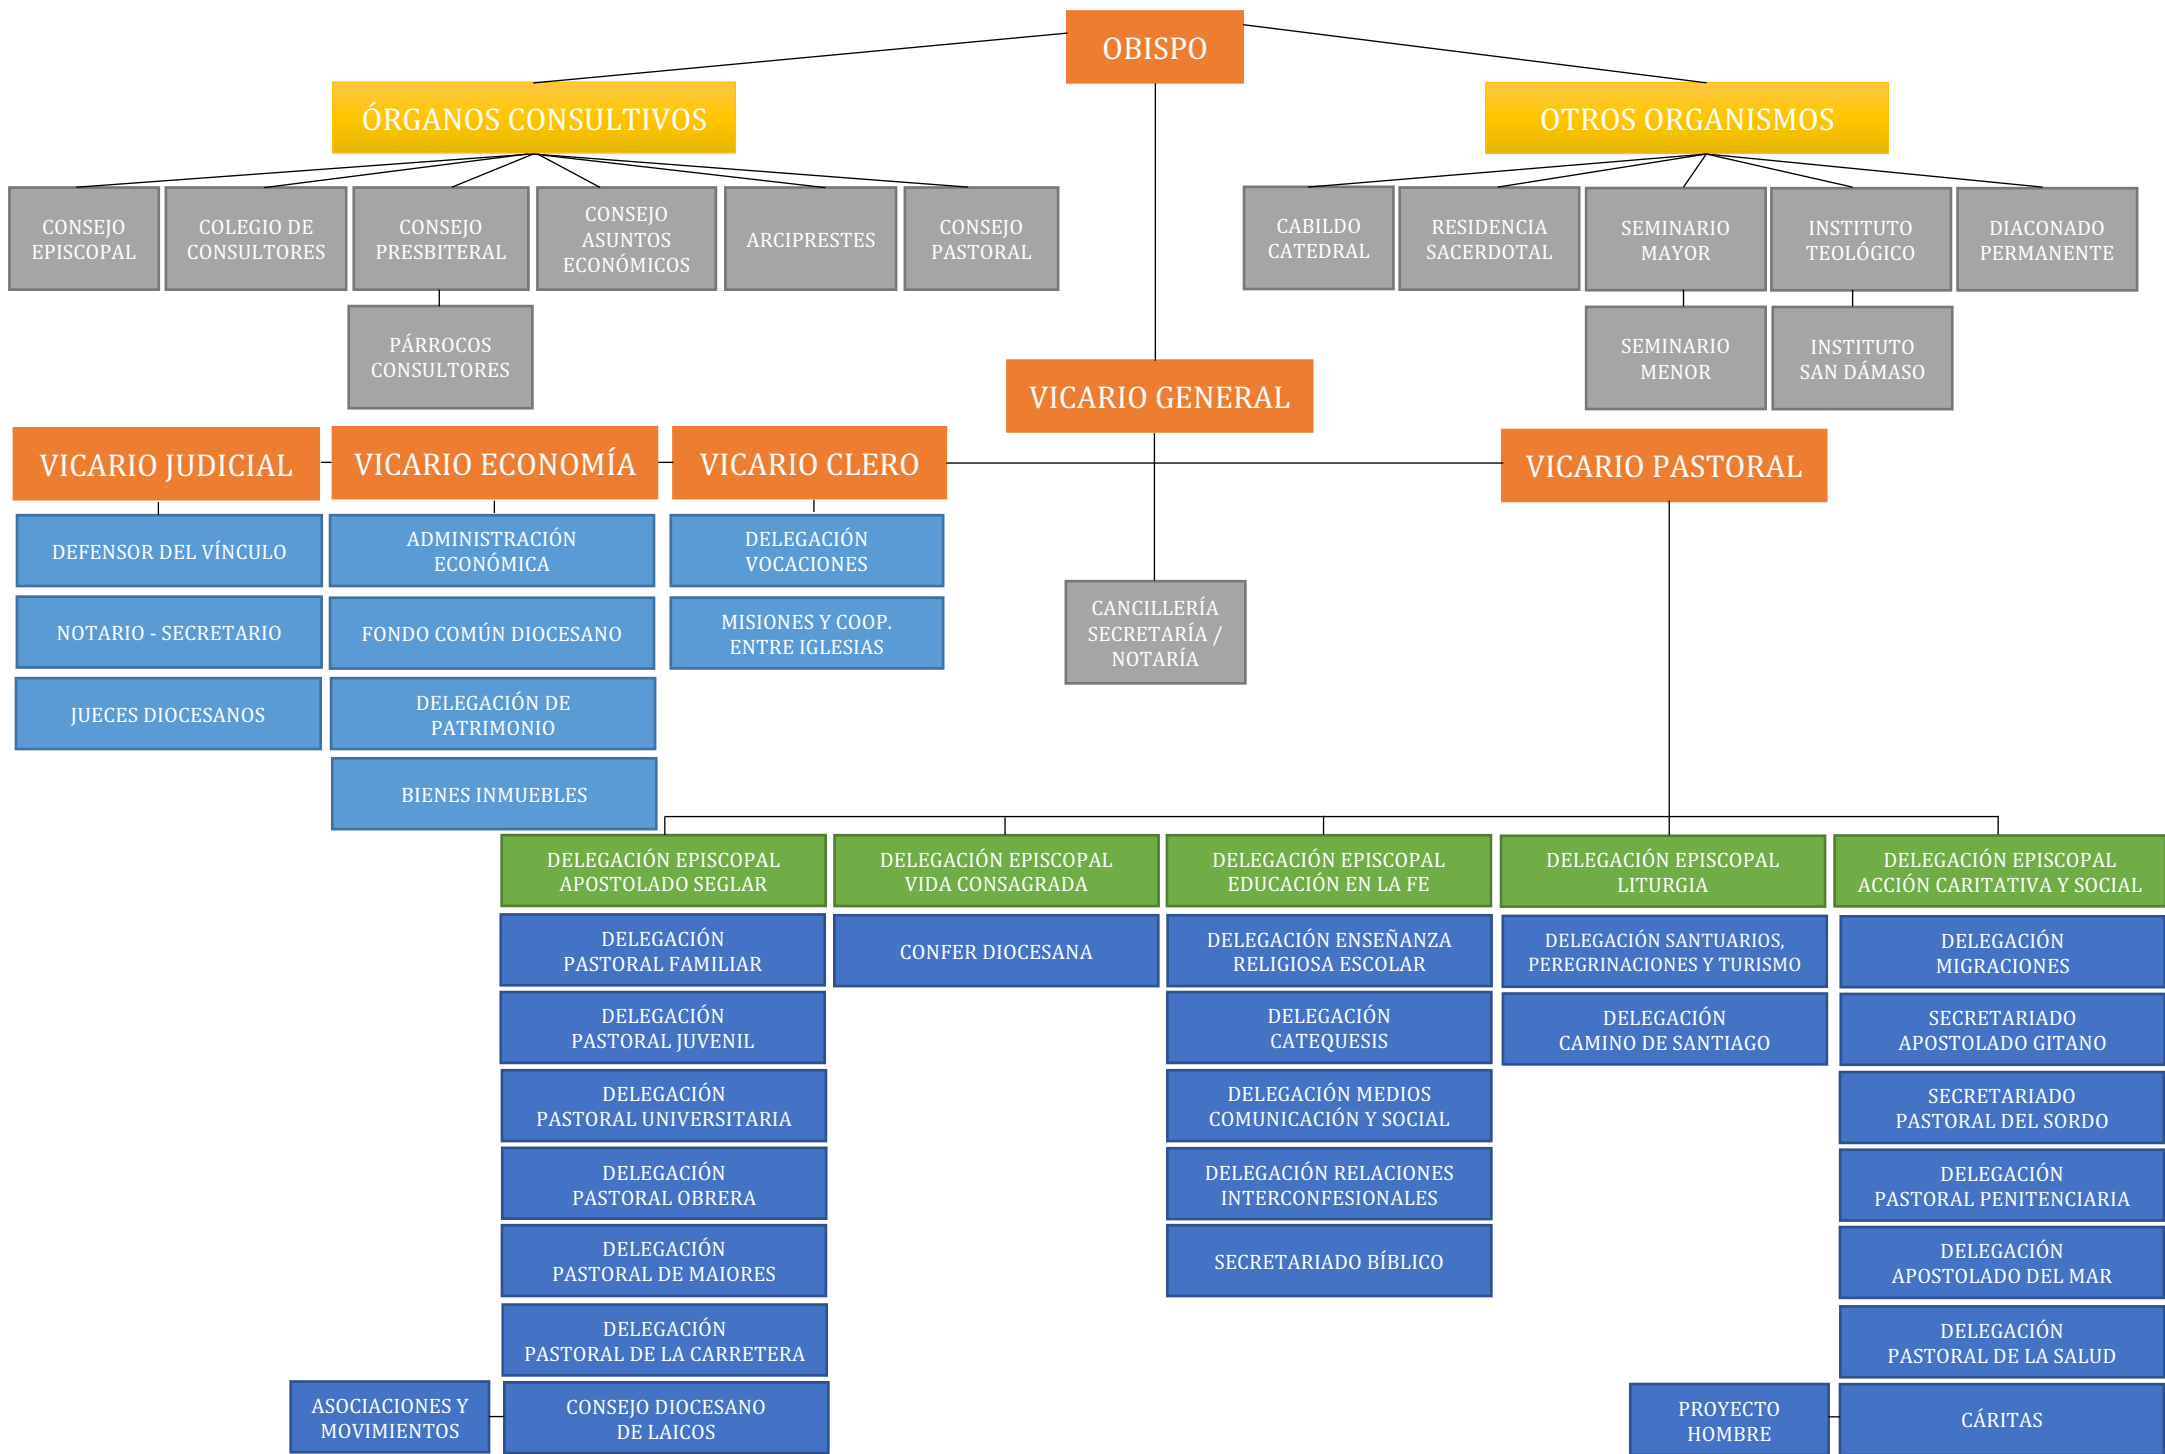 OBISPO
ÓRGANOS CONSULTIVOS
OTROS ORGANISMOS
CONSEJO
EPISCOPAL
COLEGIO DE
CONSULTORES
CONSEJO
PRESBITERAL
CONSEJO
ASUNTOS
ECONÓMICOS
ARCIPRESTES
CONSEJO
PASTORAL
CABILDO
CATEDRAL
RESIDENCIA
SACERDOTAL
SEMINARIO
MAYOR
INSTITUTO
TEOLÓGICO
DIACONADO
PERMANENTE
PÁRROCOS
CONSULTORES
SEMINARIO
MENOR
INSTITUTO
SAN DÁMASO
VICARIO GENERAL
VICARIO JUDICIAL
VICARIO ECONOMÍA
VICARIO CLERO
VICARIO PASTORAL
DEFENSOR DEL VÍNCULO
NOTARIO - SECRETARIO
JUECES DIOCESANOS
ADMINISTRACIÓN
ECONÓMICA
FONDO COMÚN DIOCESANO
DELEGACIÓN DE
PATRIMONIO
BIENES INMUEBLES
DELEGACIÓN
VOCACIONES
MISIONES Y COOP.
ENTRE IGLESIAS
CANCILLERÍA
SECRETARÍA /
NOTARÍA
DELEGACIÓN EPISCOPAL
APOSTOLADO SEGLAR
DELEGACIÓN
PASTORAL FAMILIAR
DELEGACIÓN
PASTORAL JUVENIL
DELEGACIÓN
PASTORAL UNIVERSITARIA
DELEGACIÓN
PASTORAL OBRERA
DELEGACIÓN
PASTORAL DE MAIORES
DELEGACIÓN
PASTORAL DE LA CARRETERA
ASOCIACIONES Y
MOVIMIENTOS
CONSEJO DIOCESANO
DE LAICOS
DELEGACIÓN EPISCOPAL
VIDA CONSAGRADA
CONFER DIOCESANA
DELEGACIÓN EPISCOPAL
EDUCACIÓN EN LA FE
DELEGACIÓN ENSEÑANZA
RELIGIOSA ESCOLAR
DELEGACIÓN
CATEQUESIS
DELEGACIÓN MEDIOS
COMUNICACIÓN Y SOCIAL
DELEGACIÓN RELACIONES
INTERCONFESIONALES
SECRETARIADO BÍBLICO
DELEGACIÓN EPISCOPAL
LITURGIA
DELEGACIÓN SANTUARIOS,
PEREGRINACIONES Y TURISMO
DELEGACIÓN
CAMINO DE SANTIAGO
DELEGACIÓN EPISCOPAL
ACCIÓN CARITATIVA Y SOCIAL
DELEGACIÓN
MIGRACIONES
SECRETARIADO
APOSTOLADO GITANO
SECRETARIADO
PASTORAL DEL SORDO
DELEGACIÓN
PASTORAL PENITENCIARIA
DELEGACIÓN
APOSTOLADO DEL MAR
DELEGACIÓN
PASTORAL DE LA SALUD
PROYECTO
HOMBRE
CÁRITAS